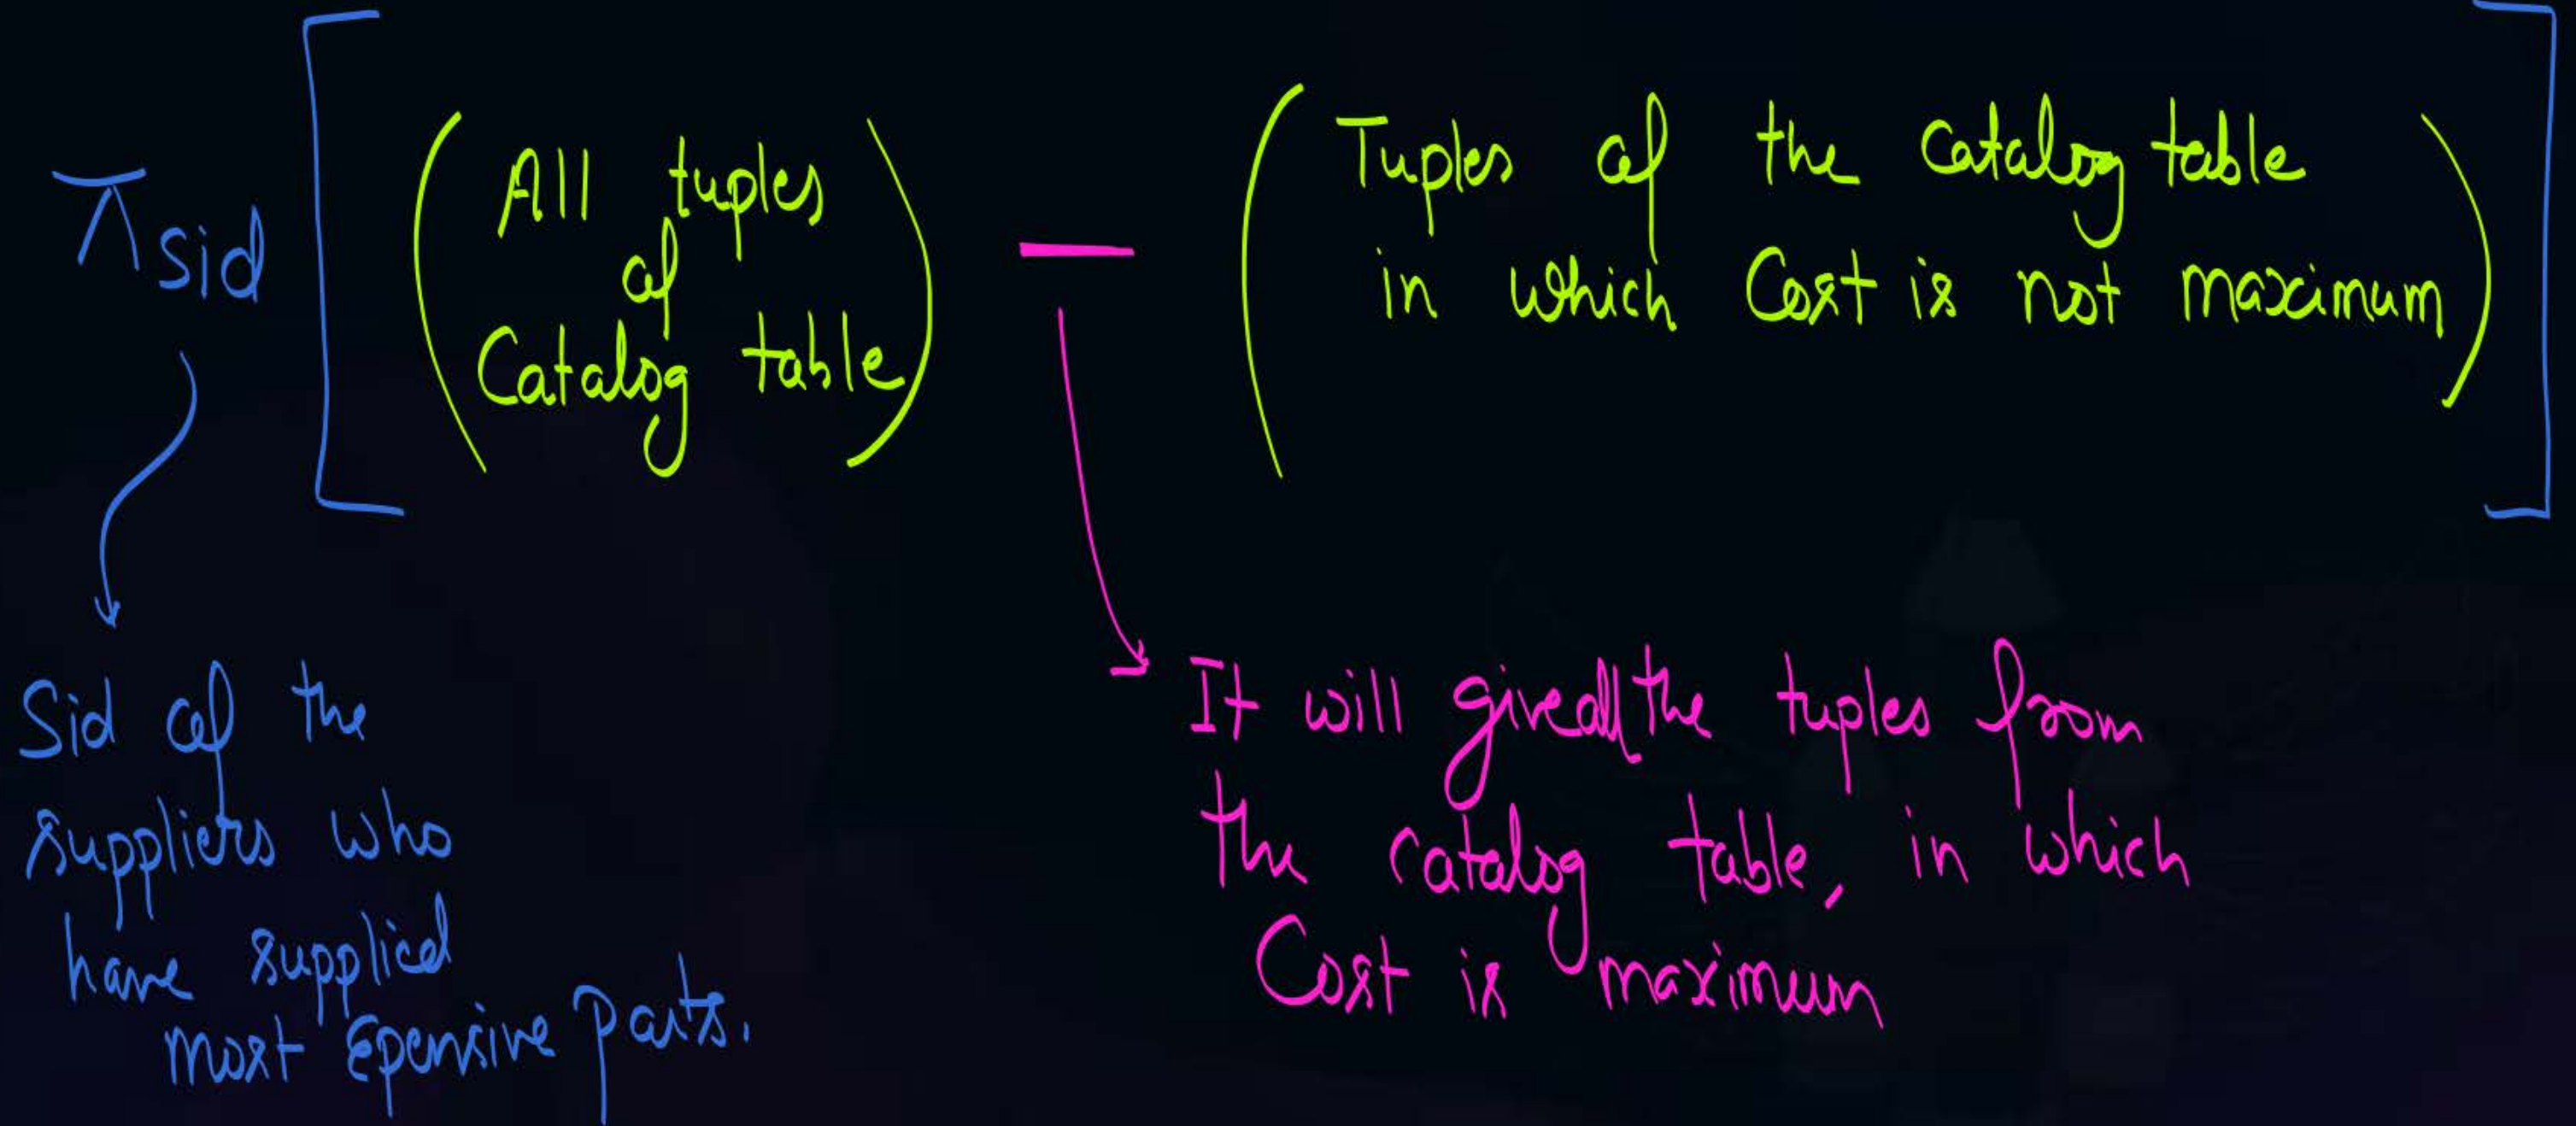 π sid [ ( All tuples
of
Catalog table ) — ( Tuples of the Catalog table
in which Cost is not maximum ) ]
Sid of the
suppliers who
have supplied
most Epensive Parts.
It will give all the tuples from
the catalog table, in which
Cost is maximum